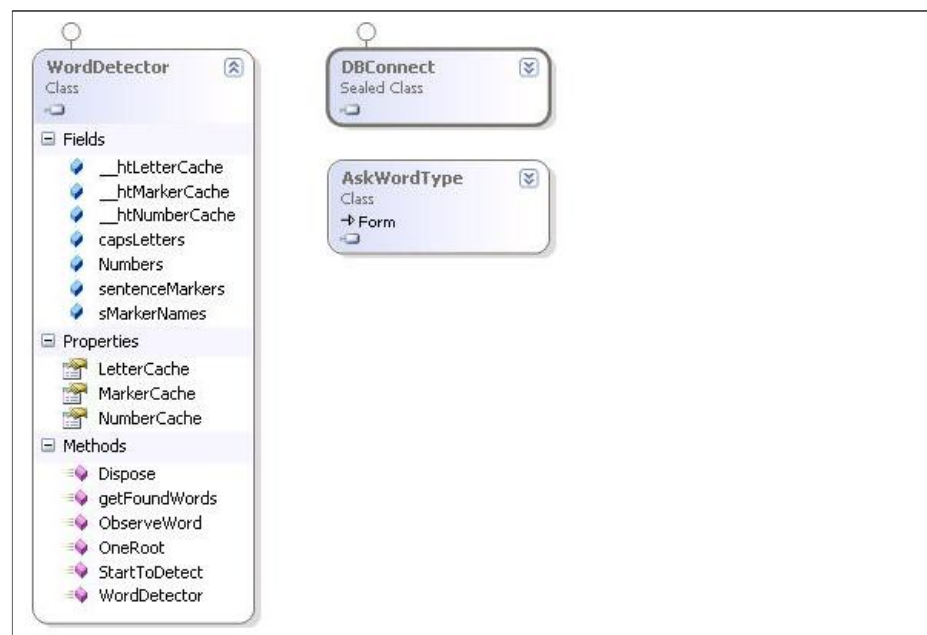 WordDetector
Class
Fields
__htLetterCache
__htMarkerCache
__htNumberCache
capsLetters
Numbers
sentenceMarkers
sMarkerNames
Properties
LetterCache
MarkerCache
NumberCache
Methods
Dispose
getFoundWords
ObserveWord
OneRoot
StartToDetect
WordDetector
DBConnect
Sealed Class
AskWordType
Class
Form